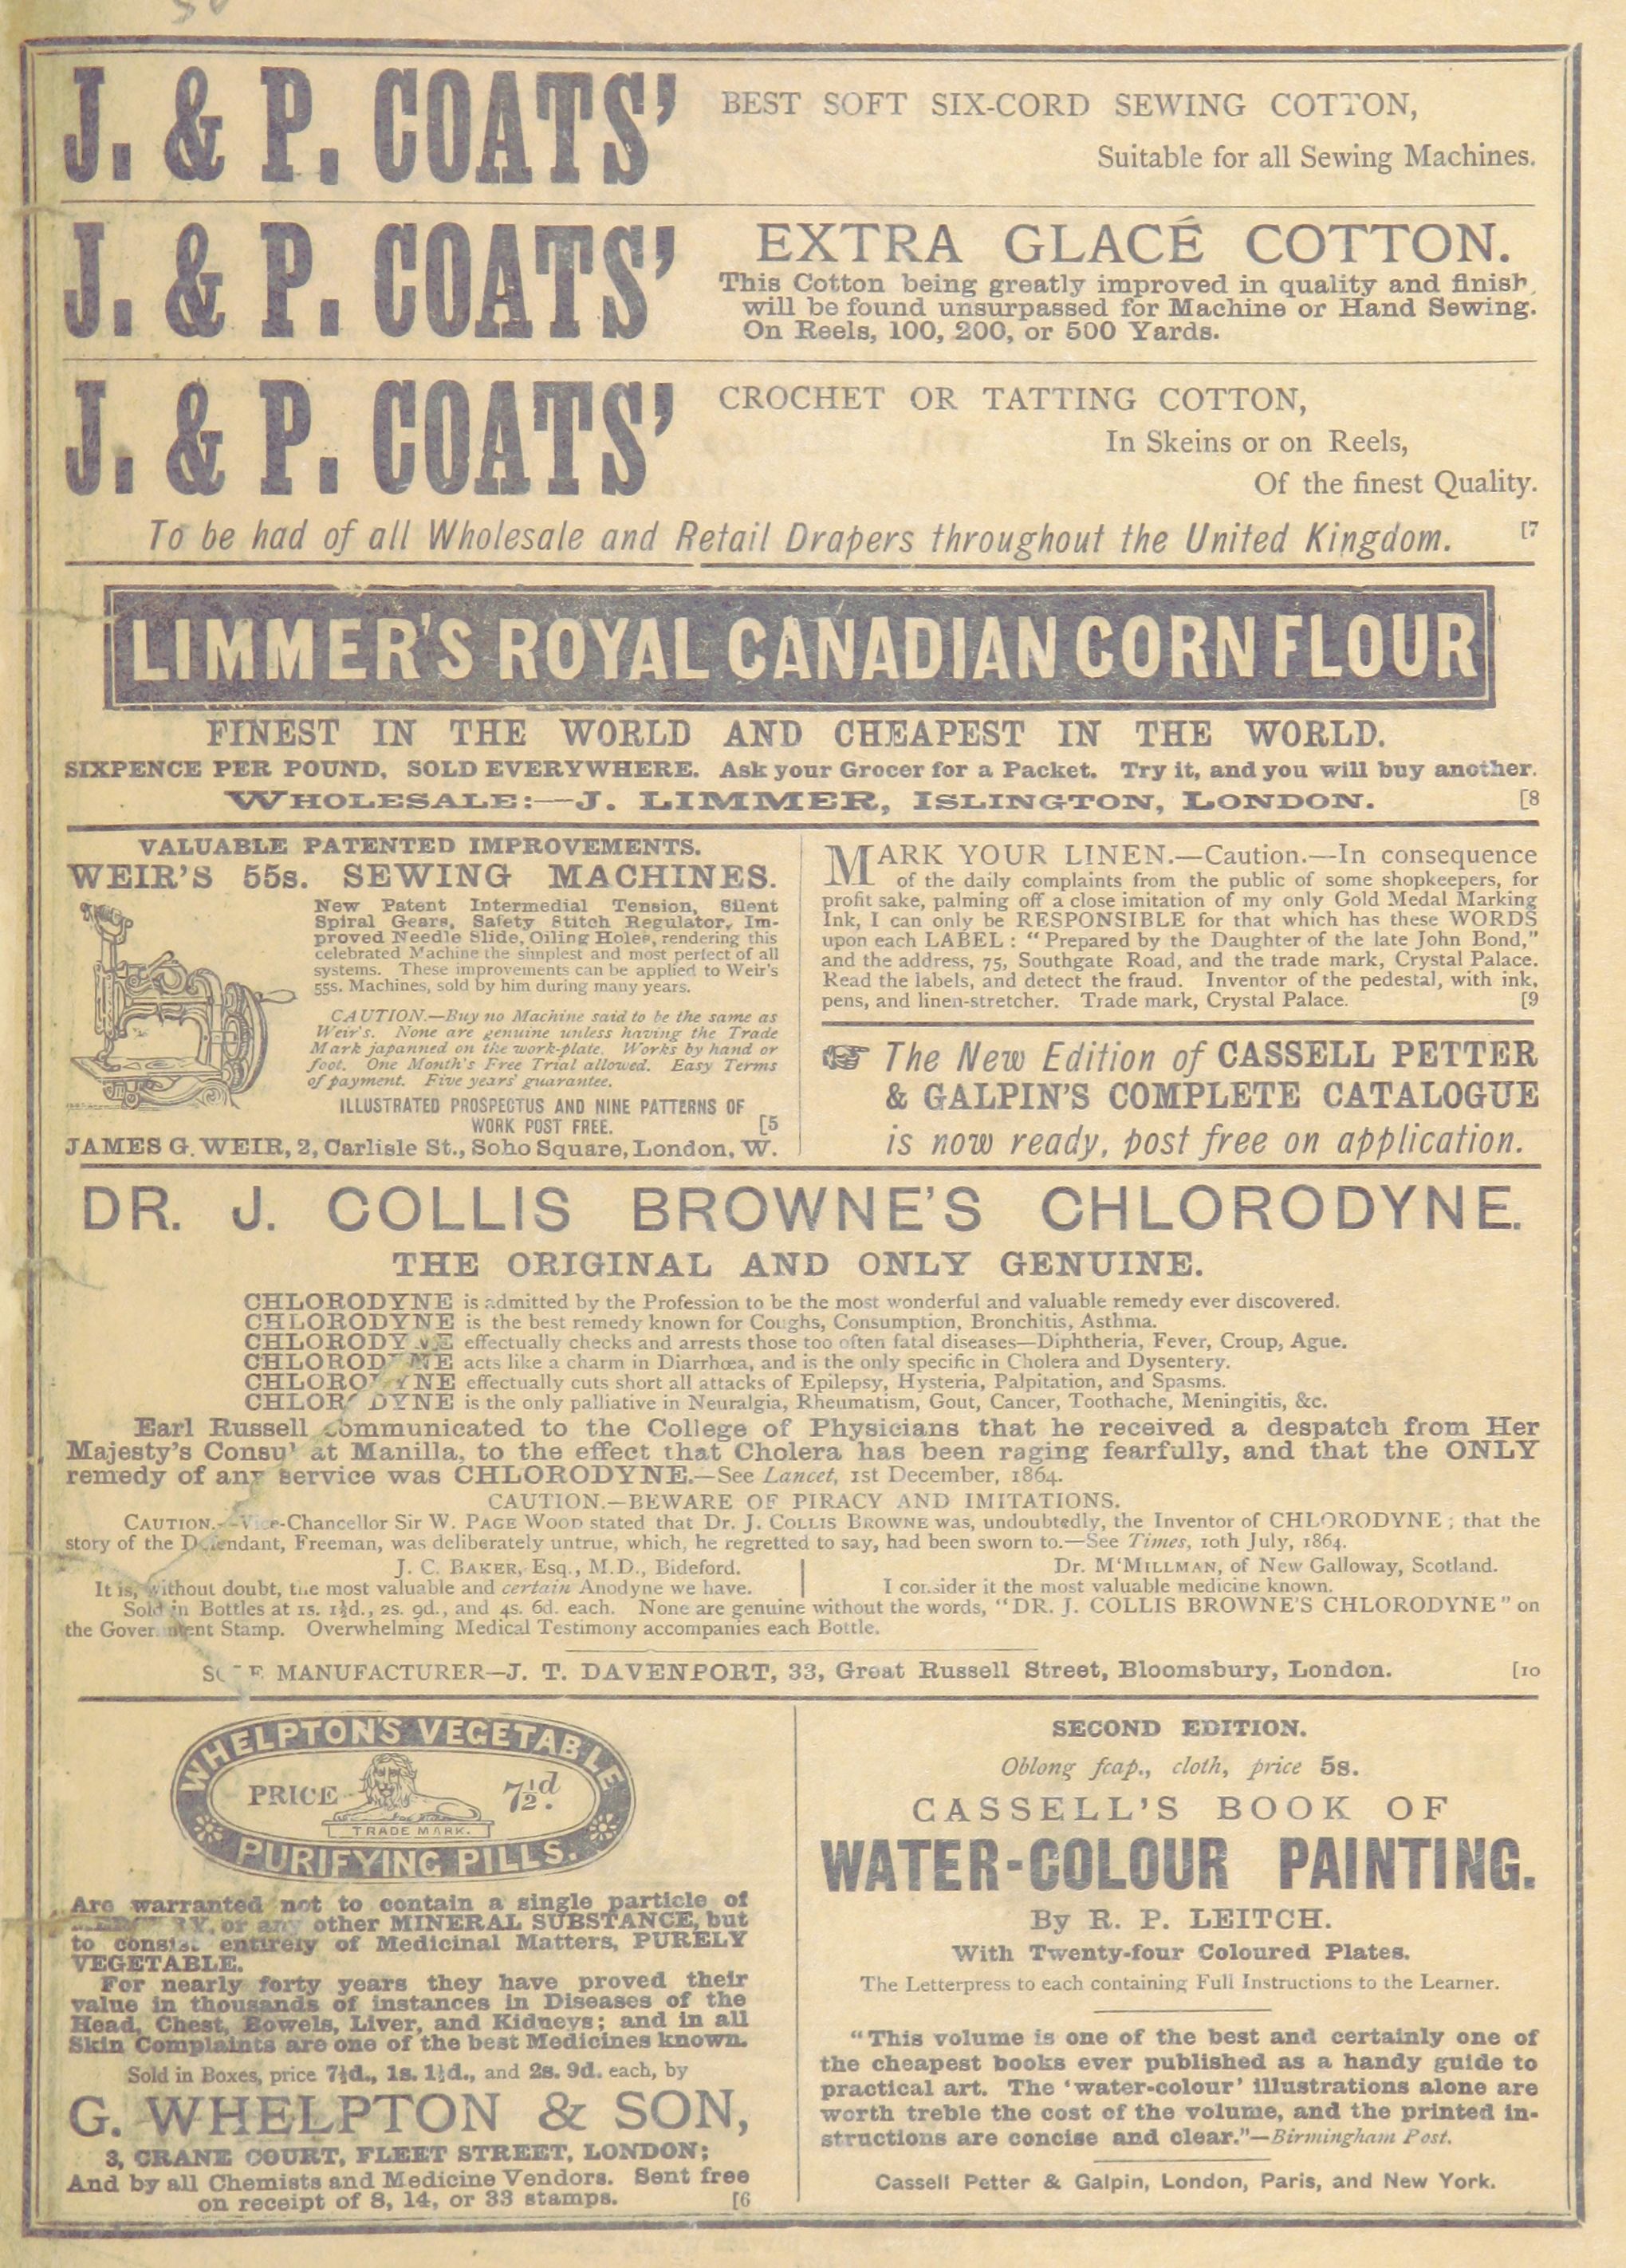 J. & P. COATS' BEST SOFT SIX-CORD SEWING COTTON,
Suitable for all Sewing Machines.
J. & P. COATS' EXTRA GLACÉ COTTON.
This Cotton being greatly improved in quality and finish,
will be found unsurpassed for Machine or Hand Sewing.
On Reels, 100, 200, or 500 Yards.
J. & P. COATS' CROCHET OR TATTING COTTON,
In Skeins or on Reels,
Of the finest Quality.
To be had of all Wholesale and Retail Drapers throughout the United Kingdom. [7
LIMMER'S ROYAL CANADIAN CORN FLOUR
FINEST IN THE WORLD AND CHEAPEST IN THE WORLD.
SIXPENCE PER POUND, SOLD EVERYWHERE. Ask your Grocer for a Packet. Try it, and you will buy another.
WHOLESALE:—J. LIMMER, ISLINGTON, LONDON. [8
VALUABLE PATENTED IMPROVEMENTS.
WEIR'S 55s. SEWING MACHINES.
New Patent Intermedial Tension, Silent
Spiral Gears, Safety Stitch Regulator, Im-
proved Needle Slide, Oiling Holes, rendering this
celebrated Machine the simplest and most perfect of all
systems. These improvements can be applied to Weir's
55s. Machines, sold by him during many years.
CAUTION.—Buy no Machine said to be the same as
Weir's. None are genuine unless having the Trade
Mark japanned on the work-plate. Works by hand or
foot. One Month's Free Trial allowed. Easy Terms
of payment. Five years' guarantee.
ILLUSTRATED PROSPECTUS AND NINE PATTERNS OF
WORK POST FREE. [5
JAMES G. WEIR, 2, Carlisle St., Soho Square, London, W.
MARK YOUR LINEN.—Caution.—In consequence
of the daily complaints from the public of some shopkeepers, for
profit sake, palming off a close imitation of my only Gold Medal Marking
Ink, I can only be RESPONSIBLE for that which has these WORDS
upon each LABEL: "Prepared by the Daughter of the late John Bond,"
and the address, 75, Southgate Road, and the trade mark, Crystal Palace.
Read the labels, and detect the fraud. Inventor of the pedestal, with ink,
pens, and linen-stretcher. Trade mark, Crystal Palace. [9
The New Edition of CASSELL PETTER
& GALPIN'S COMPLETE CATALOGUE
is now ready, post free on application.
DR. J. COLLIS BROWNE'S CHLORODYNE.
THE ORIGINAL AND ONLY GENUINE.
CHLORODYNE is admitted by the Profession to be the most wonderful and valuable remedy ever discovered.
CHLORODYNE is the best remedy known for Coughs, Consumption, Bronchitis, Asthma.
CHLORODYNE effectually checks and arrests those too often fatal diseases—Diphtheria, Fever, Croup, Ague.
CHLORODYNE acts like a charm in Diarrhœa, and is the only specific in Cholera and Dysentery.
CHLORODYNE effectually cuts short all attacks of Epilepsy, Hysteria, Palpitation, and Spasms.
CHLORODYNE is the only palliative in Neuralgia, Rheumatism, Gout, Cancer, Toothache, Meningitis, &c.
Earl Russell communicated to the College of Physicians that he received a despatch from Her
Majesty's Consul at Manilla, to the effect that Cholera has been raging fearfully, and that the ONLY
remedy of any service was CHLORODYNE.—See Lancet, 1st December, 1864.
CAUTION.—BEWARE OF PIRACY AND IMITATIONS.
CAUTION.—Vice-Chancellor Sir W. PAGE WOOD stated that Dr. J. COLLIS BROWNE was, undoubtedly, the Inventor of CHLORODYNE; that the
story of the Defendant, Freeman, was deliberately untrue, which, he regretted to say, had been sworn to.—See Times, 10th July, 1864.
J. C. BAKER, Esq., M.D., Bideford.
It is, without doubt, the most valuable and certain Anodyne we have.
Dr. M'MILLMAN, of New Galloway, Scotland.
I consider it the most valuable medicine known.
Sold in Bottles at 1s. 1½d., 2s. 9d., and 4s. 6d. each. None are genuine without the words, "DR. J. COLLIS BROWNE'S CHLORODYNE" on
the Government Stamp. Overwhelming Medical Testimony accompanies each Bottle.
SOLE MANUFACTURER—J. T. DAVENPORT, 33, Great Russell Street, Bloomsbury, London. [10
WHELPTON'S VEGETABLE
PRICE 7½d.
TRADE MARK.
PURIFYING PILLS.
Are warranted not to contain a single particle of
MERCURY, or any other MINERAL SUBSTANCE, but
to consist entirely of Medicinal Matters, PURELY
VEGETABLE.
For nearly forty years they have proved their
value in thousands of instances in Diseases of the
Head, Chest, Bowels, Liver, and Kidneys; and in all
Skin Complaints are one of the best Medicines known.
Sold in Boxes, price 7½d., 1s. 1½d., and 2s. 9d. each, by
G. WHELPTON & SON,
3, CRANE COURT, FLEET STREET, LONDON;
And by all Chemists and Medicine Vendors. Sent free
on receipt of 8, 14, or 33 stamps. [6
SECOND EDITION.
Oblong fcap., cloth, price 5s.
CASSELL'S BOOK OF
WATER-COLOUR PAINTING.
By R. P. LEITCH.
With Twenty-four Coloured Plates.
The Letterpress to each containing Full Instructions to the Learner.
"This volume is one of the best and certainly one of
the cheapest books ever published as a handy guide to
practical art. The 'water-colour' illustrations alone are
worth treble the cost of the volume, and the printed in-
structions are concise and clear."—Birmingham Post.
Cassell Petter & Galpin, London, Paris, and New York.